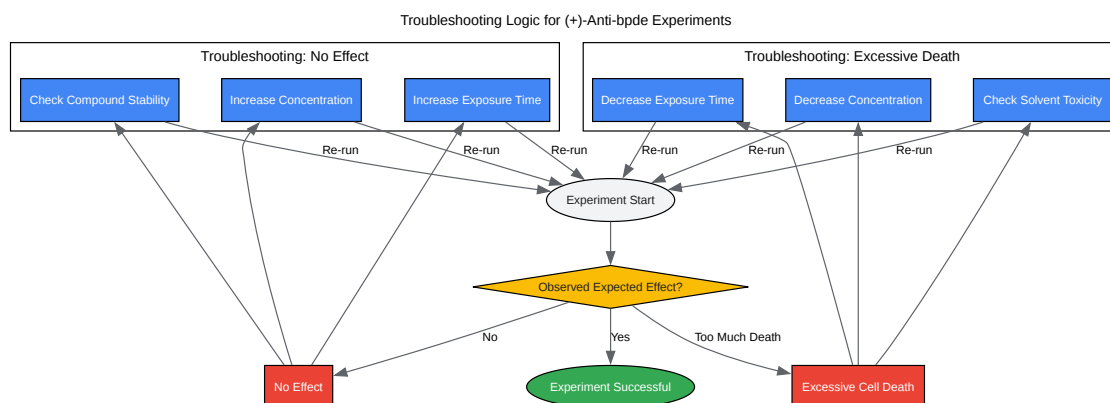 Troubleshooting Logic for (+)-Anti-bpde Experiments
Troubleshooting: No Effect
Troubleshooting: Excessive Death
Check Compound Stability
Increase Concentration
Increase Exposure Time
Decrease Exposure Time
Decrease Concentration
Check Solvent Toxicity
Re-run
Re-run
Re-run
Re-run
Re-run
Re-run
Experiment Start
Observed Expected Effect?
No
Yes
Too Much Death
No Effect
Experiment Successful
Excessive Cell Death